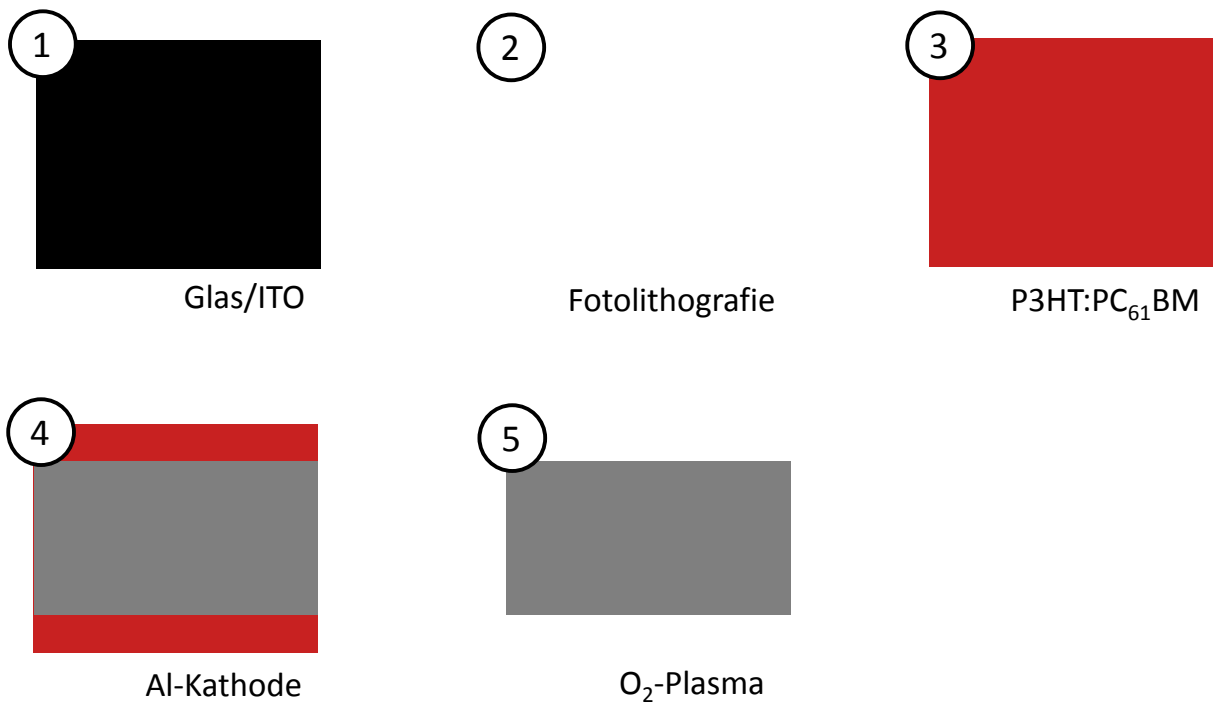 1
2
3
Glas/ITO
Fotolithografie
P3HT:PC₆₁BM
4
5
Al-Kathode
O₂-Plasma